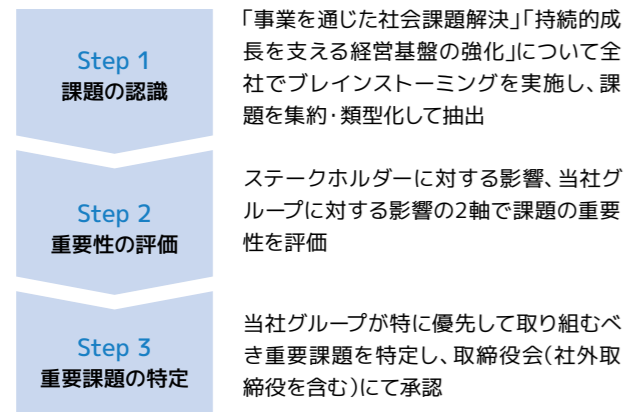 Step 1
課題の認識
「事業を通じた社会課題解決」「持続的成
長を支える経営基盤の強化」について全
社でブレインストーミングを実施し、課
題を集約・類型化して抽出
Step 2
重要性の評価
ステークホルダーに対する影響、当社グ
ループに対する影響の2軸で課題の重要
性を評価
Step 3
重要課題の特定
当社グループが特に優先して取り組むべ
き重要課題を特定し、取締役会(社外取
締役を含む)にて承認